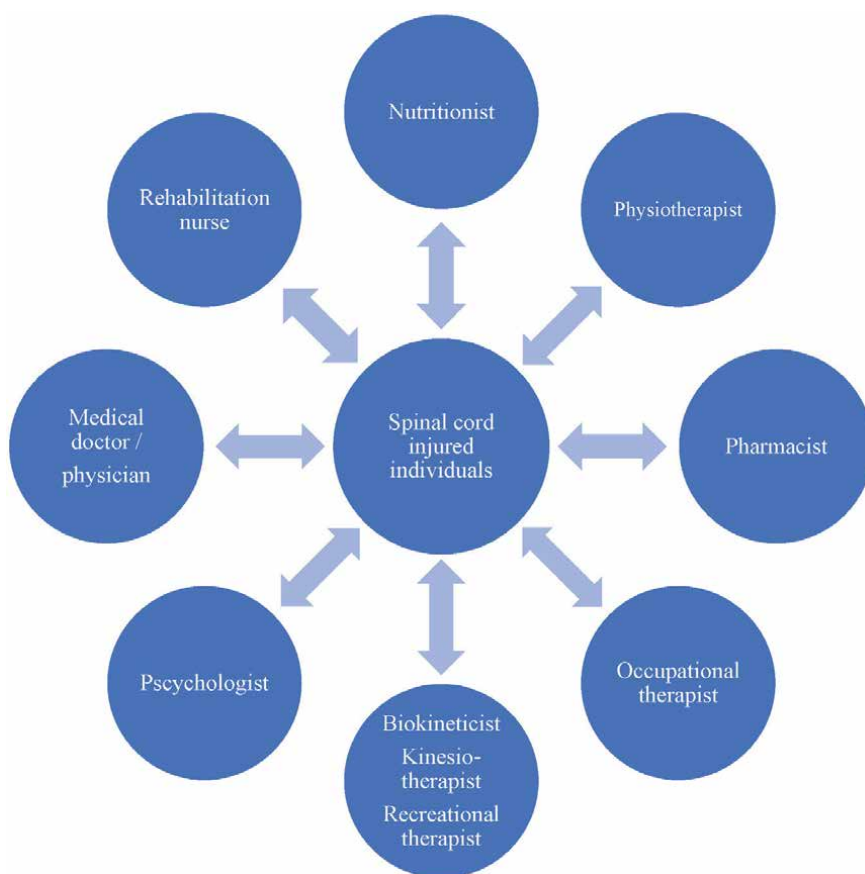 Nutritionist
Rehabilitation
nurse
Physiotherapist
Medical
doctor /
physician
Spinal cord
injured
individuals
Pharmacist
Pscychologist
Occupational
therapist
Biokineticist
Kinesio-
therapist
Recreational
therapist